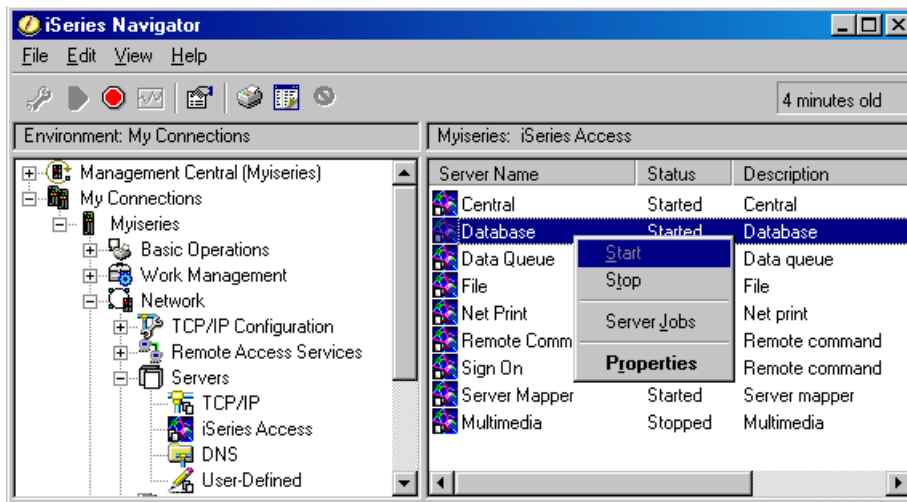 iSeries Navigator
File Edit View Help
4 minutes old
Environment: My Connections
Myiseries: iSeries Access
Management Central (Myiseries)
My Connections
Myiseries
Basic Operations
Work Management
Network
TCP/IP Configuration
Remote Access Services
Servers
TCP/IP
iSeries Access
DNS
User-Defined
Server Name Status Description
Central Started Central
Database Started Database
Data Queue Data queue
File File
Net Print Net print
Remote Comm Remote command
Sign On Remote command
Server Mapper Started Server mapper
Multimedia Stopped Multimedia
Start
Stop
Server Jobs
Properties